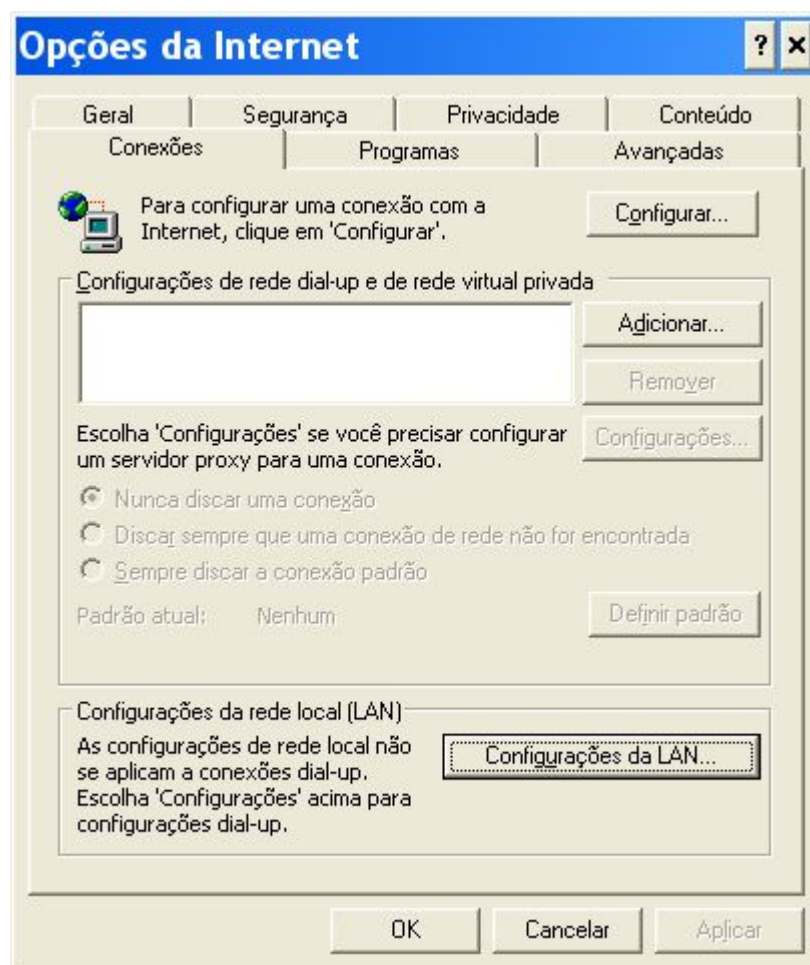 Opções da Internet
Geral Segurança Privacidade Conteúdo
Conexões Programas Avançadas
Para configurar uma conexão com a
Internet, clique em 'Configurar'.
Configurar...
Configurações de rede dial-up e de rede virtual privada
Adicionar...
Remover
Escolha 'Configurações' se você precisar configurar
um servidor proxy para uma conexão.
Configurações...
Nunca discar uma conexão
Discar sempre que uma conexão de rede não for encontrada
Sempre discar a conexão padrão
Padrão atual: Nenhum
Definir padrão
Configurações da rede local (LAN)
As configurações de rede local não
se aplicam a conexões dial-up.
Escolha 'Configurações' acima para
configurações dial-up.
Configurações da LAN...
OK Cancelar Aplicar